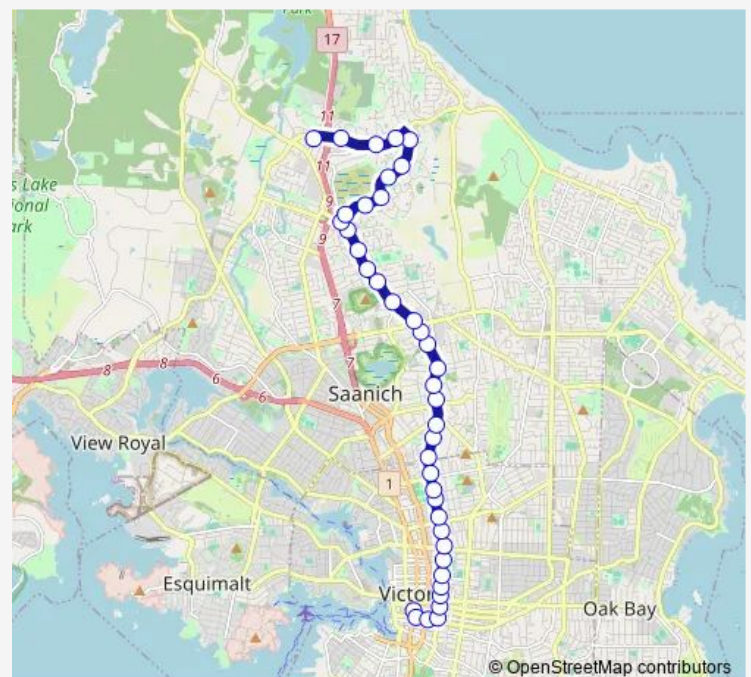 Park
17
11
11
s Lake
ional
ark
9
9
7
7
8
8
6
6
Saanich
View Royal
1
Esquimalt
8
Victor
Oak Bay
© OpenStreetMap contributors